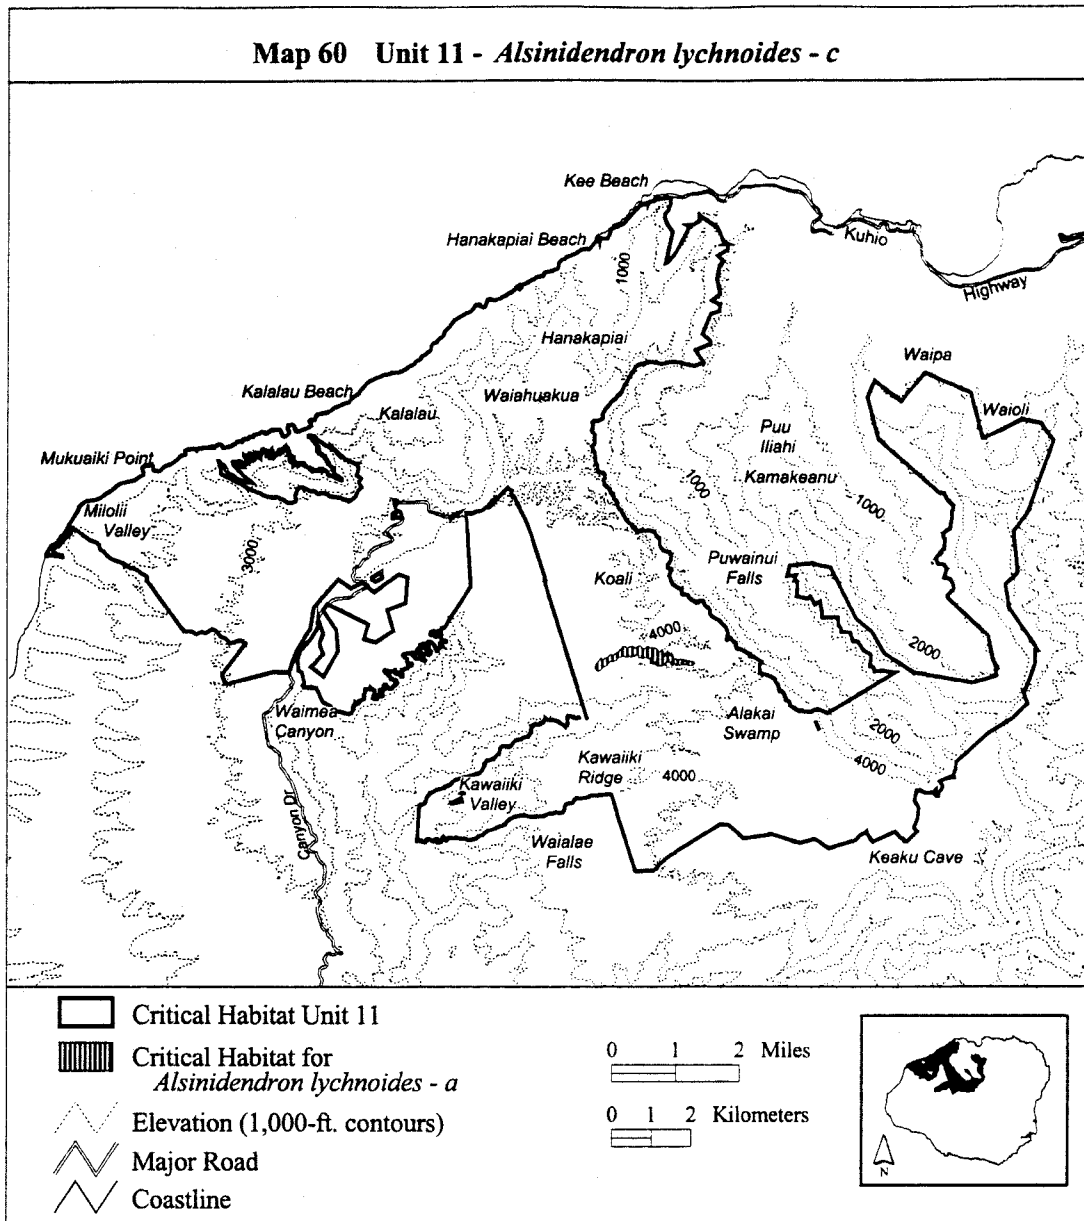 Map 60 Unit 11 - Alsinidendron lychnoides - c
Kee Beach
Hanakapiai Beach
Kuhio
1000
Highway
Hanakapiai
Waipa
Kalalau Beach
Kalalau
Waiahuakua
Waioli
Puu
Iliahi
Mukuaiki Point
Kamakeanu
1000
1000
Milolii
Valley
3000
Puwainui
Falls
Koali
4000
2000
Waimea
Canyon
Alakai
Swamp
2000
Kawaiiki
Ridge
4000
4000
Kawaiiki
Valley
Canyon Dr
Waialae
Falls
Keaku Cave
Critical Habitat Unit 11
Critical Habitat for
Alsinidendron lychnoides - a
Elevation (1,000-ft. contours)
Major Road
Coastline
0 1 2 Miles
0 1 2 Kilometers
N